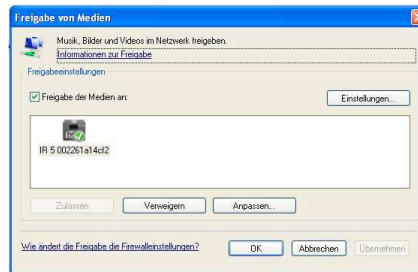 Freigabe von Medien
Musik, Bilder und Videos im Netzwerk freigeben.
Informationen zur Freigabe
Freigabeeinstellungen
Freigabe der Medien an:
Einstellungen...
IR 5 002261a14cf2
Zulassen
Verweigern
Anpassen...
Wie ändert die Freigabe die Firewalleinstellungen?
OK
Abbrechen
Übernehmen